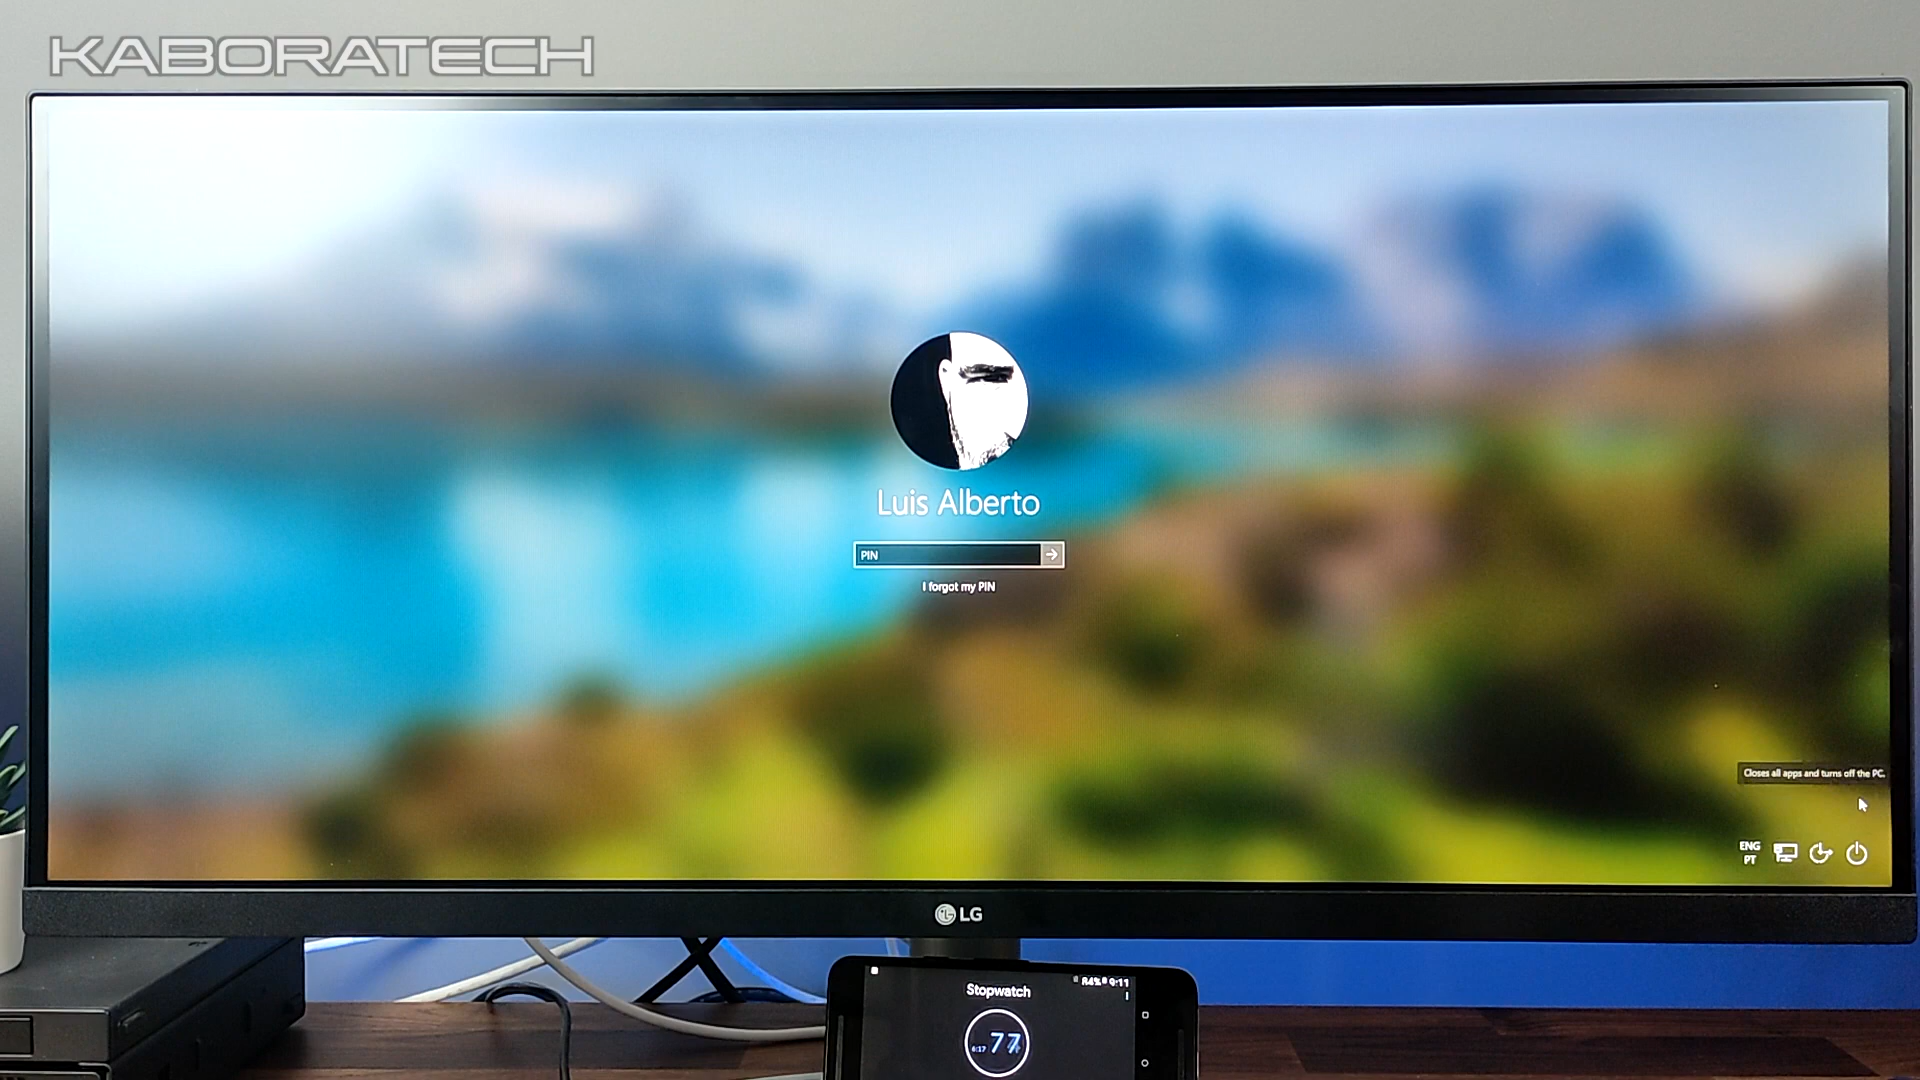 KABORATECH
Luis Alberto
PIN
I forgot my PIN
Closes all apps and turns off the PC.
ENG
PT
LG
Stopwatch
77